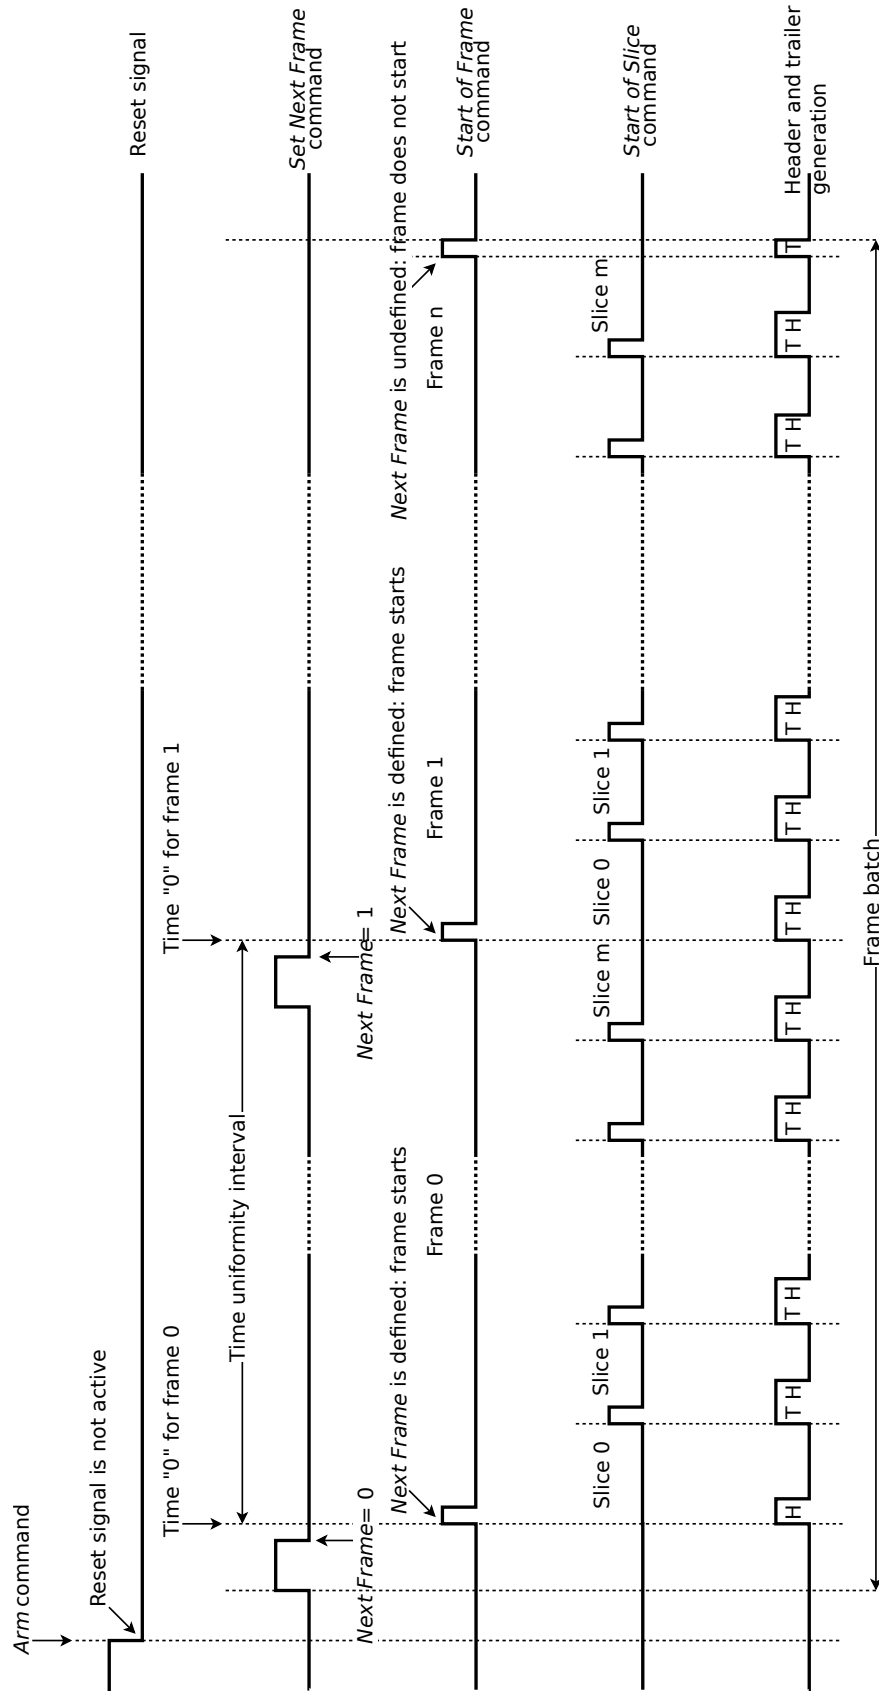 Arm command
Reset signal is not active
Reset signal
Time "0" for frame 0
Time "0" for frame 1
Time uniformity interval
Set Next Frame
command
Next Frame = 0
Next Frame = 1
Next Frame is defined: frame starts
Next Frame is defined: frame starts
Next Frame is undefined: frame does not start
Frame 0
Frame 1
Frame n
Start of Frame
command
Slice 0
Slice 1
Slice m
Slice 0
Slice 1
Slice m
Start of Slice
command
H
T H
T H
T H
T H
T H
T H
T H
T H
T H
T
Header and trailer
generation
Frame batch